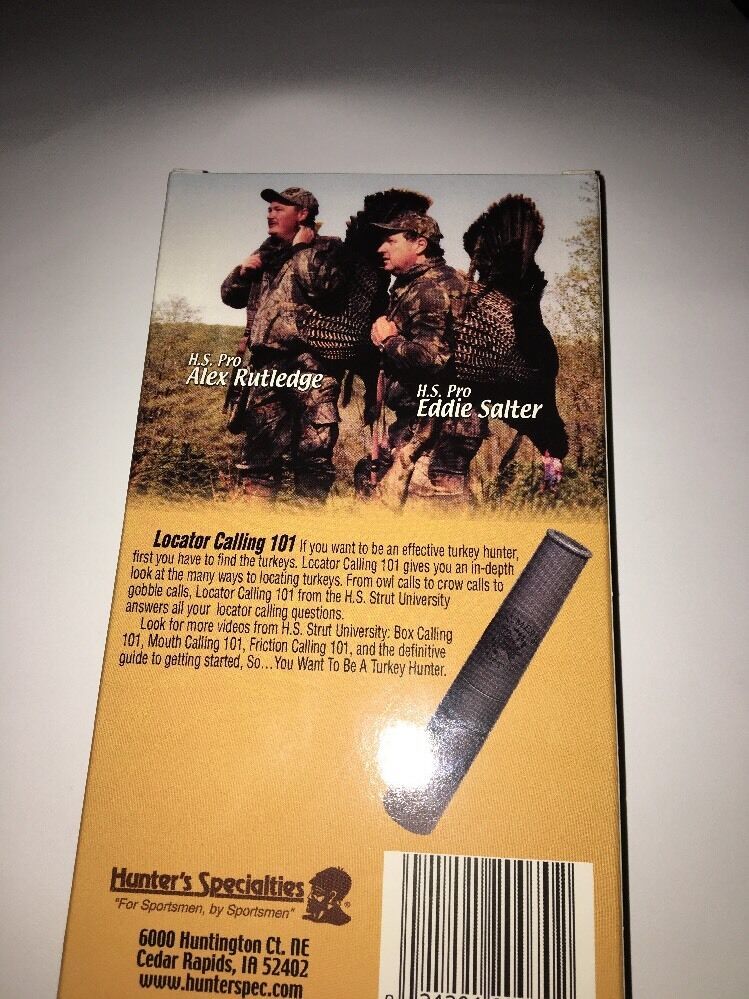 H.S. Pro
Alex Rutledge
H.S. Pro
Eddie Salter
Locator Calling 101 If you want to be an effective turkey hunter,
first you have to find the turkeys. Locator Calling 101 gives you an in-depth
look at the many ways to locating turkeys. From owl calls to crow calls to
gobble calls, Locator Calling 101 from the H.S. Strut University
answers all your locator calling questions.
Look for more videos from H.S. Strut University: Box Calling
101, Mouth Calling 101, Friction Calling 101, and the definitive
guide to getting started, So...You Want To Be A Turkey Hunter.
Hunter's Specialties
"For Sportsmen, by Sportsmen"
®
6000 Huntington Ct. NE
Cedar Rapids, IA 52402
www.hunterspec.com